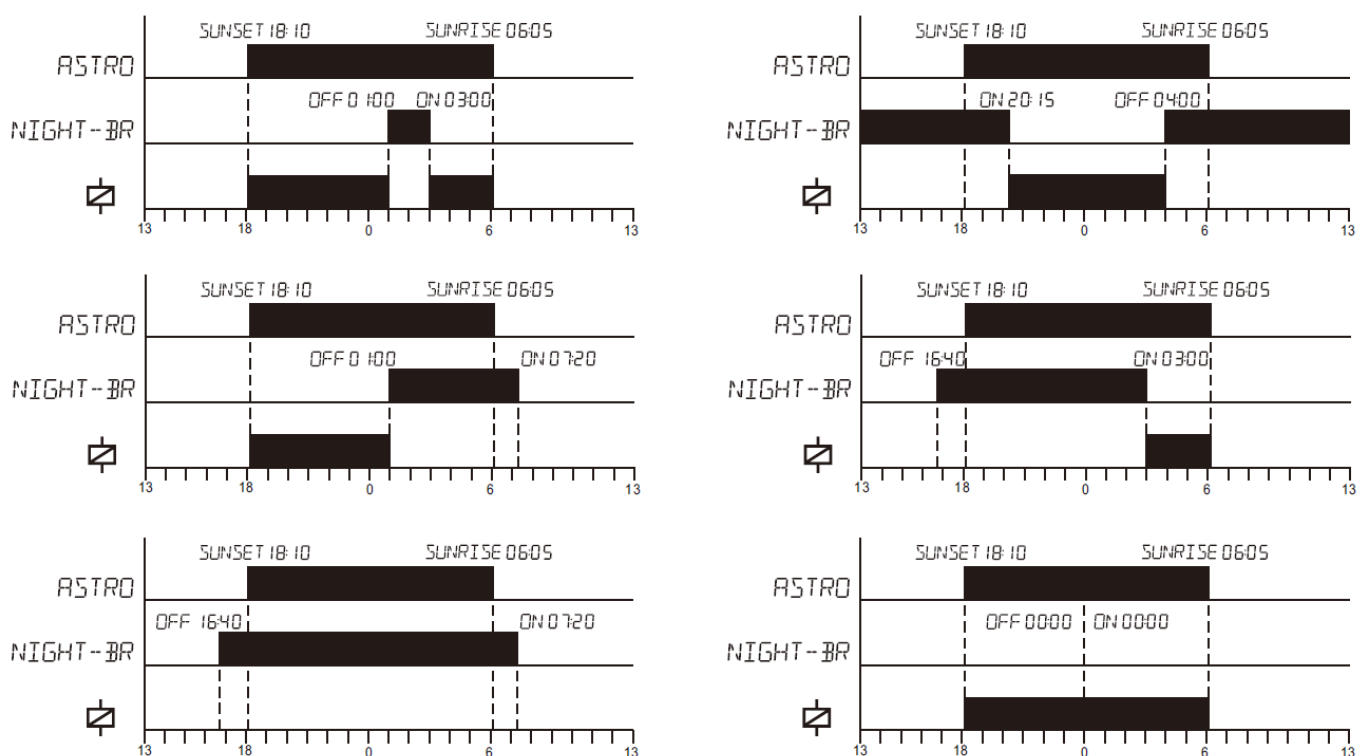 SUNSET 18:10 SUNRISE 06:05
ASTRO
OFF 01:00 ON 03:00
NIGHT-BR
13 18 0 6 13
SUNSET 18:10 SUNRISE 06:05
ASTRO
ON 20:15 OFF 04:00
NIGHT-BR
13 18 0 6 13
SUNSET 18:10 SUNRISE 06:05
ASTRO
OFF 01:00 ON 07:20
NIGHT-BR
13 18 0 6 13
SUNSET 18:10 SUNRISE 06:05
ASTRO
OFF 16:40 ON 03:00
NIGHT-BR
13 18 0 6 13
SUNSET 18:10 SUNRISE 06:05
ASTRO
OFF 16:40 ON 07:20
NIGHT-BR
13 18 0 6 13
SUNSET 18:10 SUNRISE 06:05
ASTRO
OFF 00:00 ON 00:00
NIGHT-BR
13 18 0 6 13